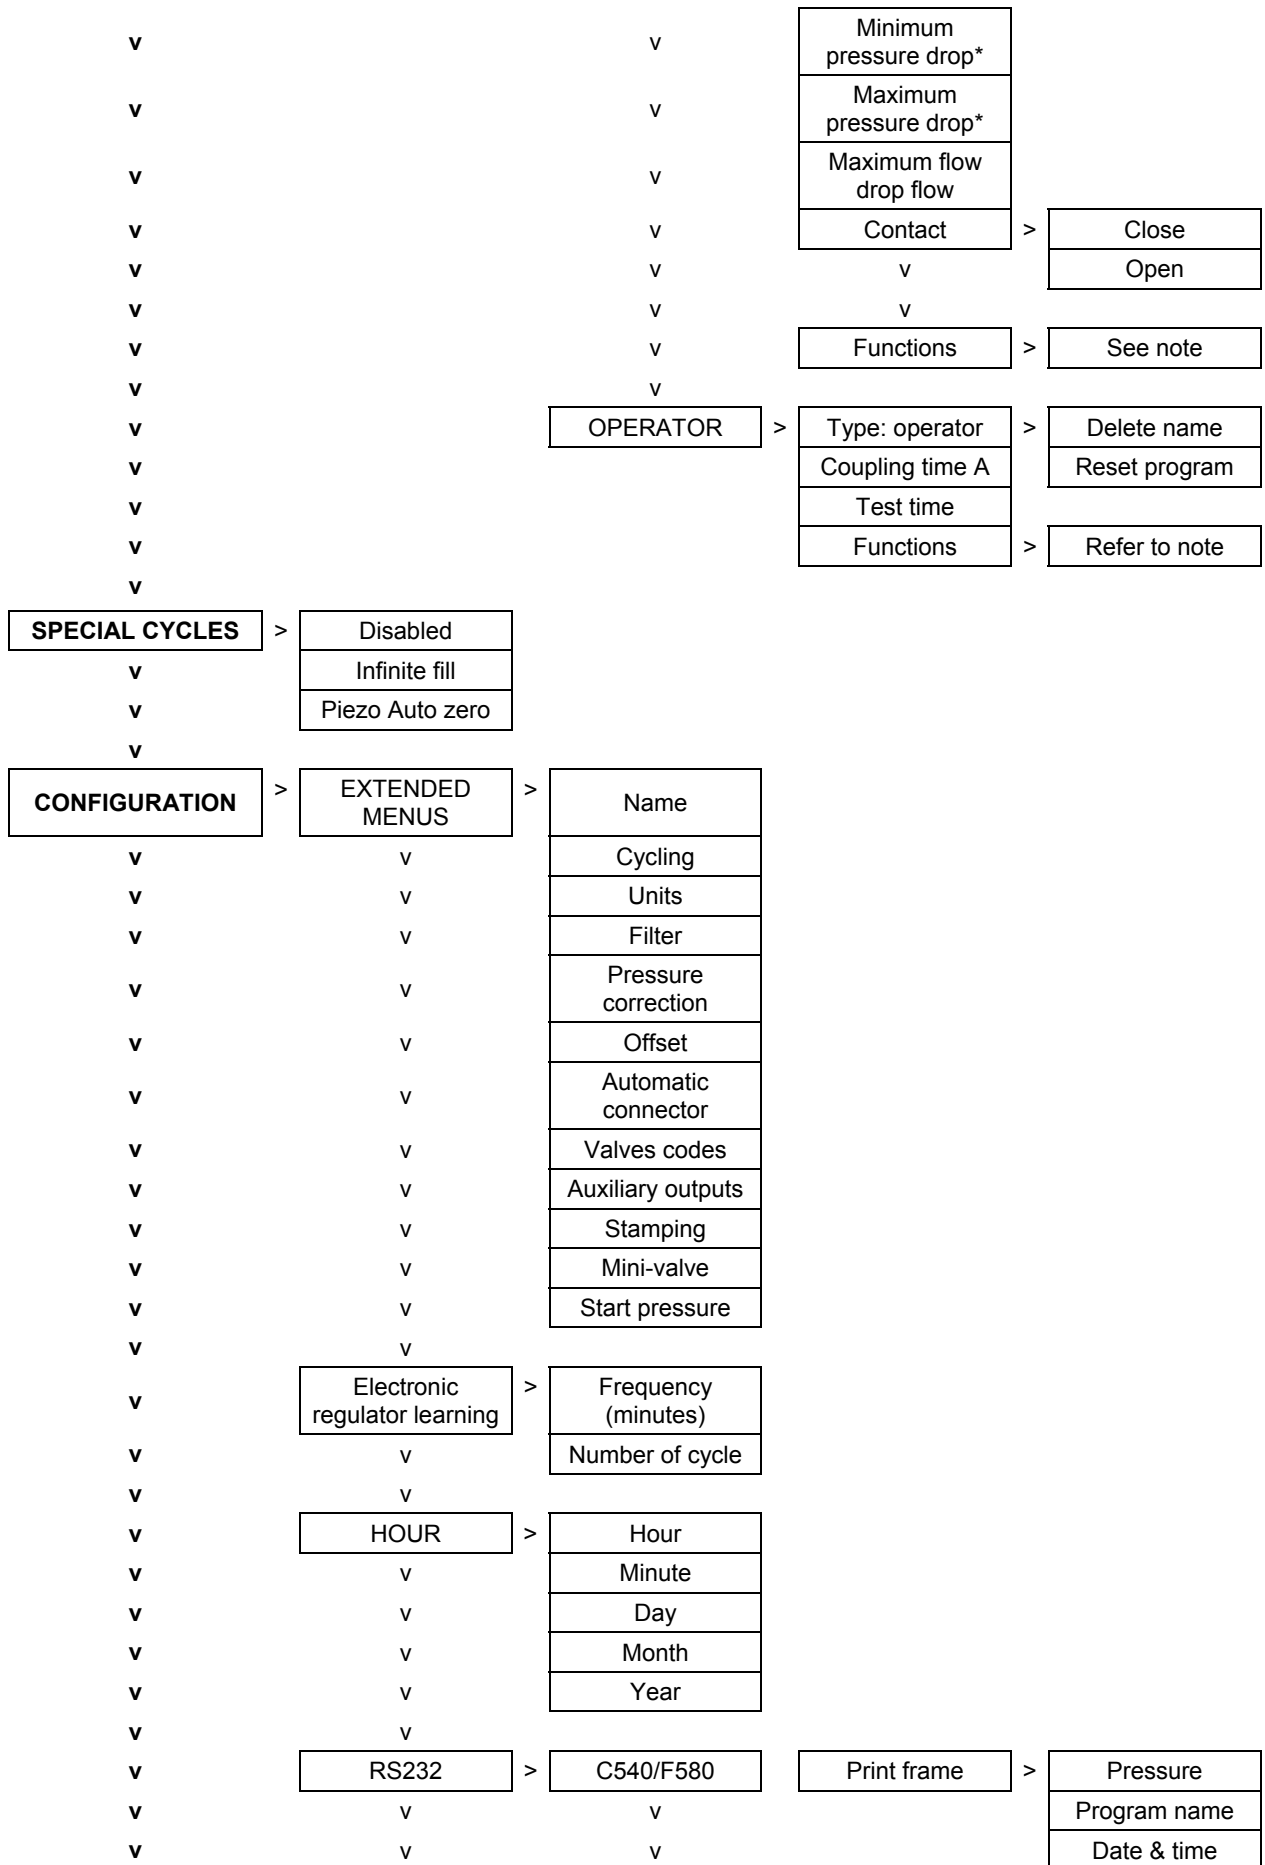 v v Minimum
pressure drop*
v v Maximum
pressure drop*
v v Maximum flow
drop flow
v v Contact > Close
v v v Open
v v v
v v Functions > See note
v v
v OPERATOR > Type: operator > Delete name
v Coupling time A Reset program
v Test time
v Functions > Refer to note
v
SPECIAL CYCLES > Disabled
v Infinite fill
v Piezo Auto zero
v
CONFIGURATION > EXTENDED
MENUS > Name
v v Cycling
v v Units
v v Filter
v v Pressure
correction
v v Offset
v v Automatic
connector
v v Valves codes
v v Auxiliary outputs
v v Stamping
v v Mini-valve
v v Start pressure
v v
v Electronic
regulator learning > Frequency
(minutes)
v v Number of cycle
v v
v HOUR > Hour
v v Minute
v v Day
v v Month
v v Year
v v
v RS232 > C540/F580 Print frame > Pressure
v v v Program name
v v v Date & time